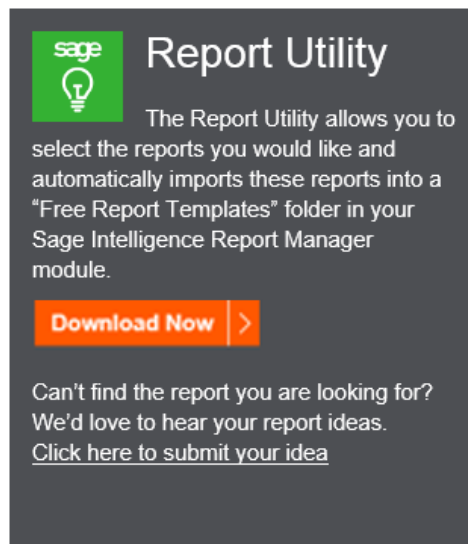 sage
Report Utility
The Report Utility allows you to
select the reports you would like and
automatically imports these reports into a
“Free Report Templates” folder in your
Sage Intelligence Report Manager
module.
Download Now
Can’t find the report you are looking for?
We’d love to hear your report ideas.
Click here to submit your idea